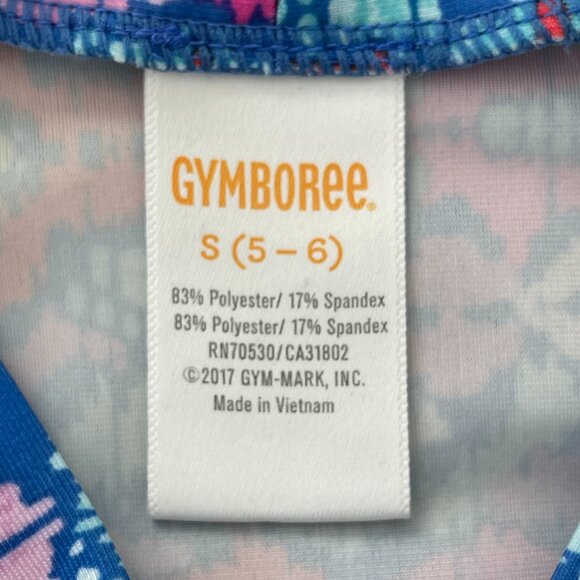 GYMBOREE®
S (5 – 6)
83% Polyester/ 17% Spandex
83% Polyester/ 17% Spandex
RN70530/CA31802
©2017 GYM-MARK, INC.
Made in Vietnam